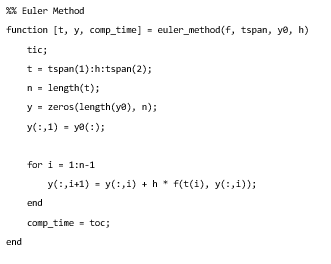 %% Euler Method
function [t, y, comp_time] = euler_method(f, tspan, y0, h)
    tic;
    t = tspan(1):h:tspan(2);
    n = length(t);
    y = zeros(length(y0), n);
    y(:,1) = y0(:);

    for i = 1:n-1
        y(:,i+1) = y(:,i) + h * f(t(i), y(:,i));
    end
    comp_time = toc;
end